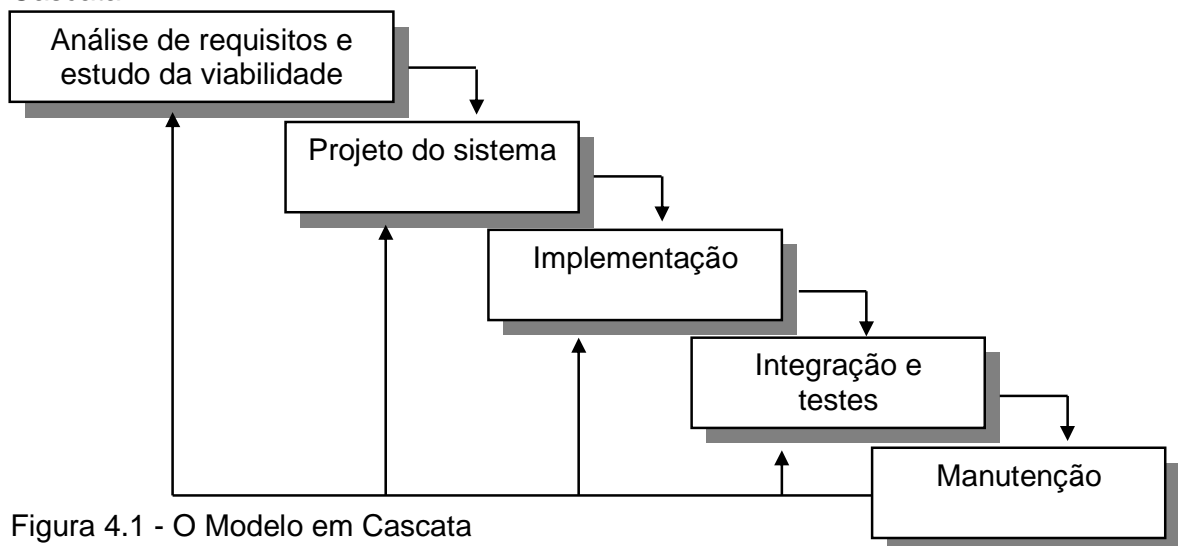 Análise de requisitos e
estudo da viabilidade
Projeto do sistema
Implementação
Integração e
testes
Manutenção
Figura 4.1 - O Modelo em Cascata